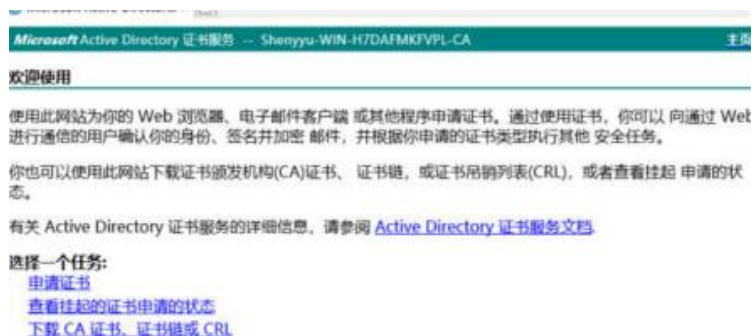 Microsoft Active Directory 证书服务 -- Shenyyu-WIN-H7DAFMKFVPL-CA 主页
欢迎使用
使用此网站为你的 Web 浏览器、电子邮件客户端 或其他程序申请证书。通过使用证书，你可以 向通过 Web
进行通信的用户确认你的身份、签名并加密 邮件，并根据你申请的证书类型执行其他 安全任务。
你也可以使用此网站下载证书颁发机构(CA)证书、 证书链，或证书吊销列表(CRL)，或者查看挂起 申请的状
态。
有关 Active Directory 证书服务的详细信息，请参阅 Active Directory 证书服务文档.
选择一个任务:
申请证书
查看挂起的证书申请的状态
下载 CA 证书、证书链或 CRL